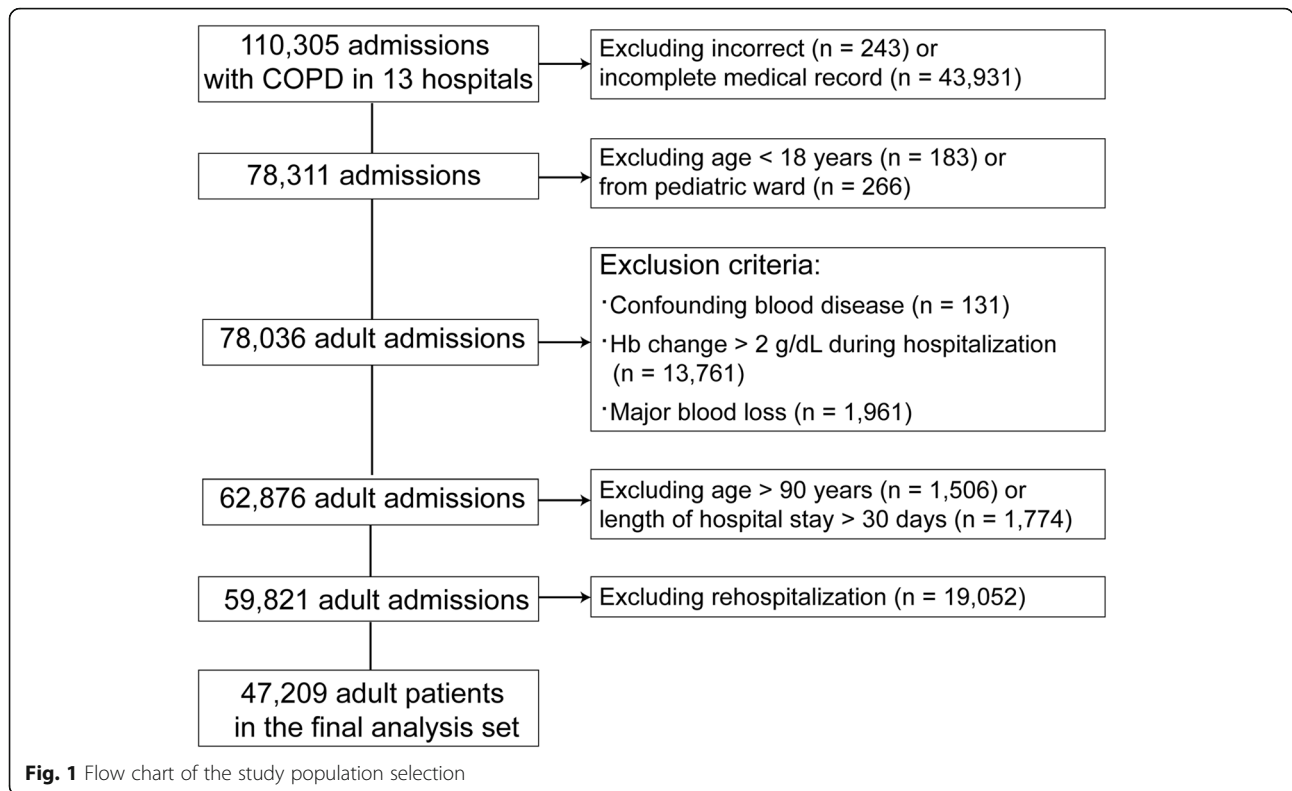 110,305 admissions
with COPD in 13 hospitals
Excluding incorrect (n = 243) or
incomplete medical record (n = 43,931)
78,311 admissions
Excluding age < 18 years (n = 183) or
from pediatric ward (n = 266)
78,036 adult admissions
Exclusion criteria:
·Confounding blood disease (n = 131)
·Hb change > 2 g/dL during hospitalization
(n = 13,761)
·Major blood loss (n = 1,961)
62,876 adult admissions
Excluding age > 90 years (n = 1,506) or
length of hospital stay > 30 days (n = 1,774)
59,821 adult admissions
Excluding rehospitalization (n = 19,052)
47,209 adult patients
in the final analysis set
Fig. 1 Flow chart of the study population selection